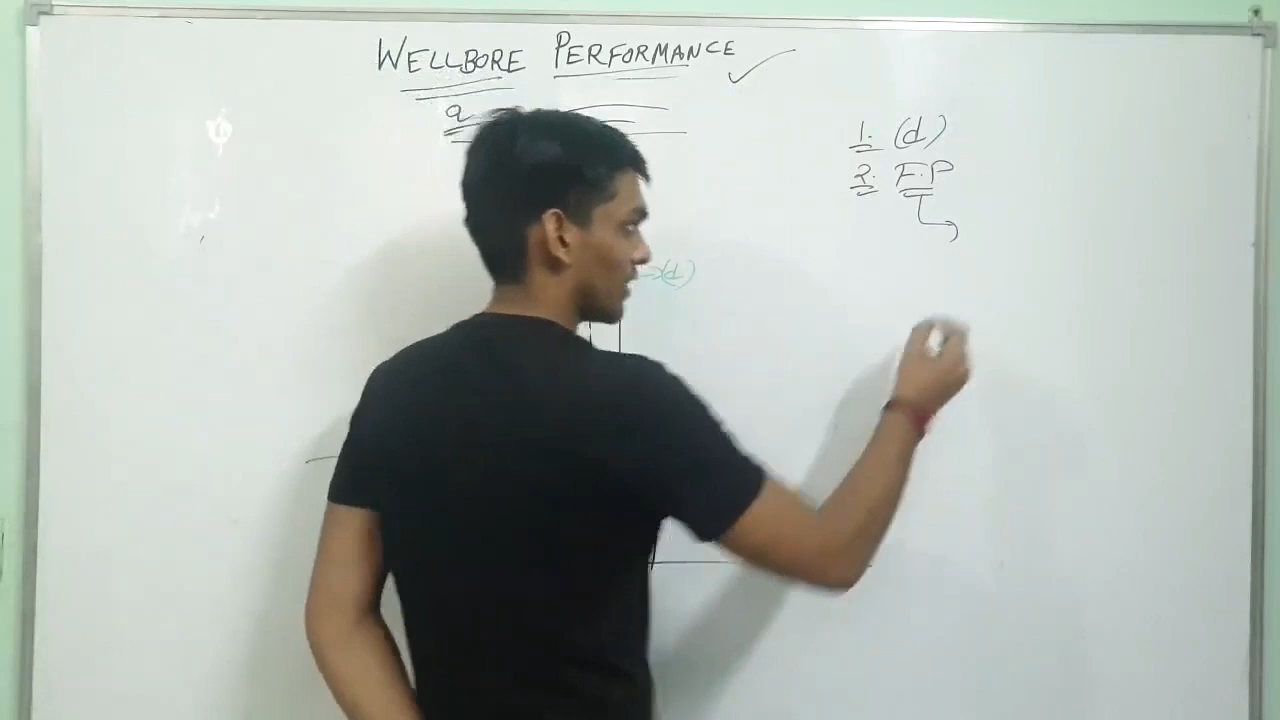 WELLBORE PERFORMANCE
q
1. (d)
2. F.P
(d)